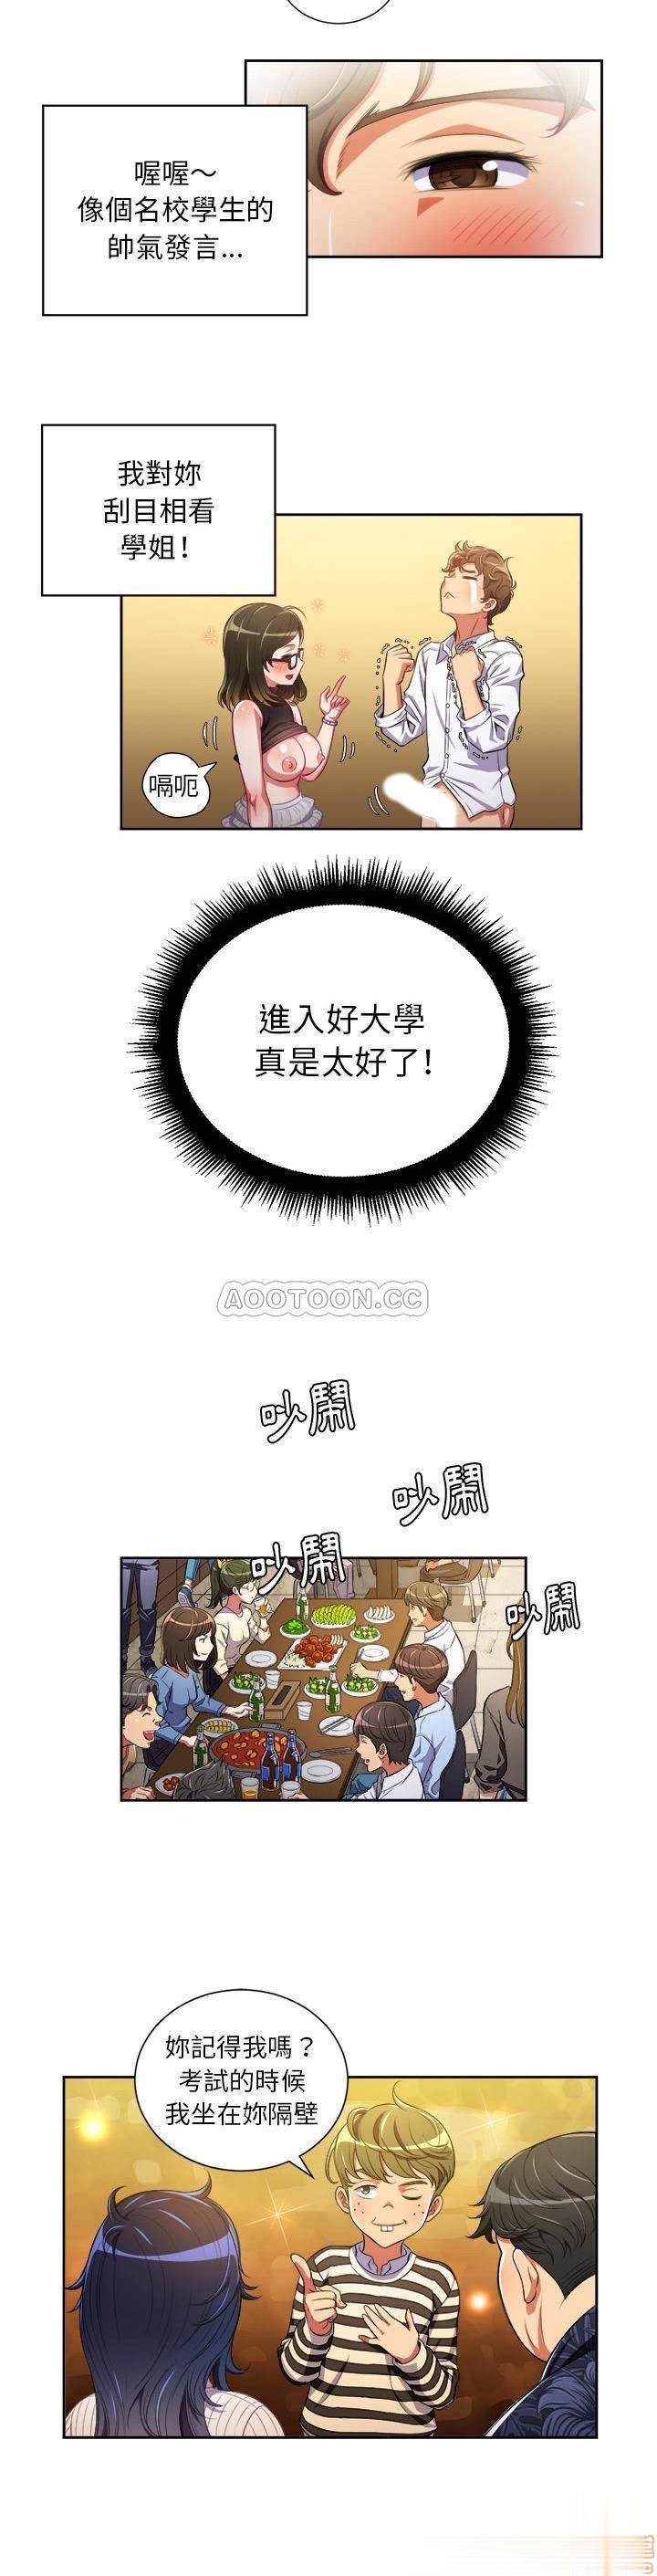 喔喔～
像個名校學生的
帥氣發言...
我對妳
刮目相看
學姐！
嗝呃
進入好大學
真是太好了！
AOOTOON.CC
吵鬧
吵鬧
吵鬧
吵鬧
妳記得我嗎？
考試的時候
我坐在妳隔壁